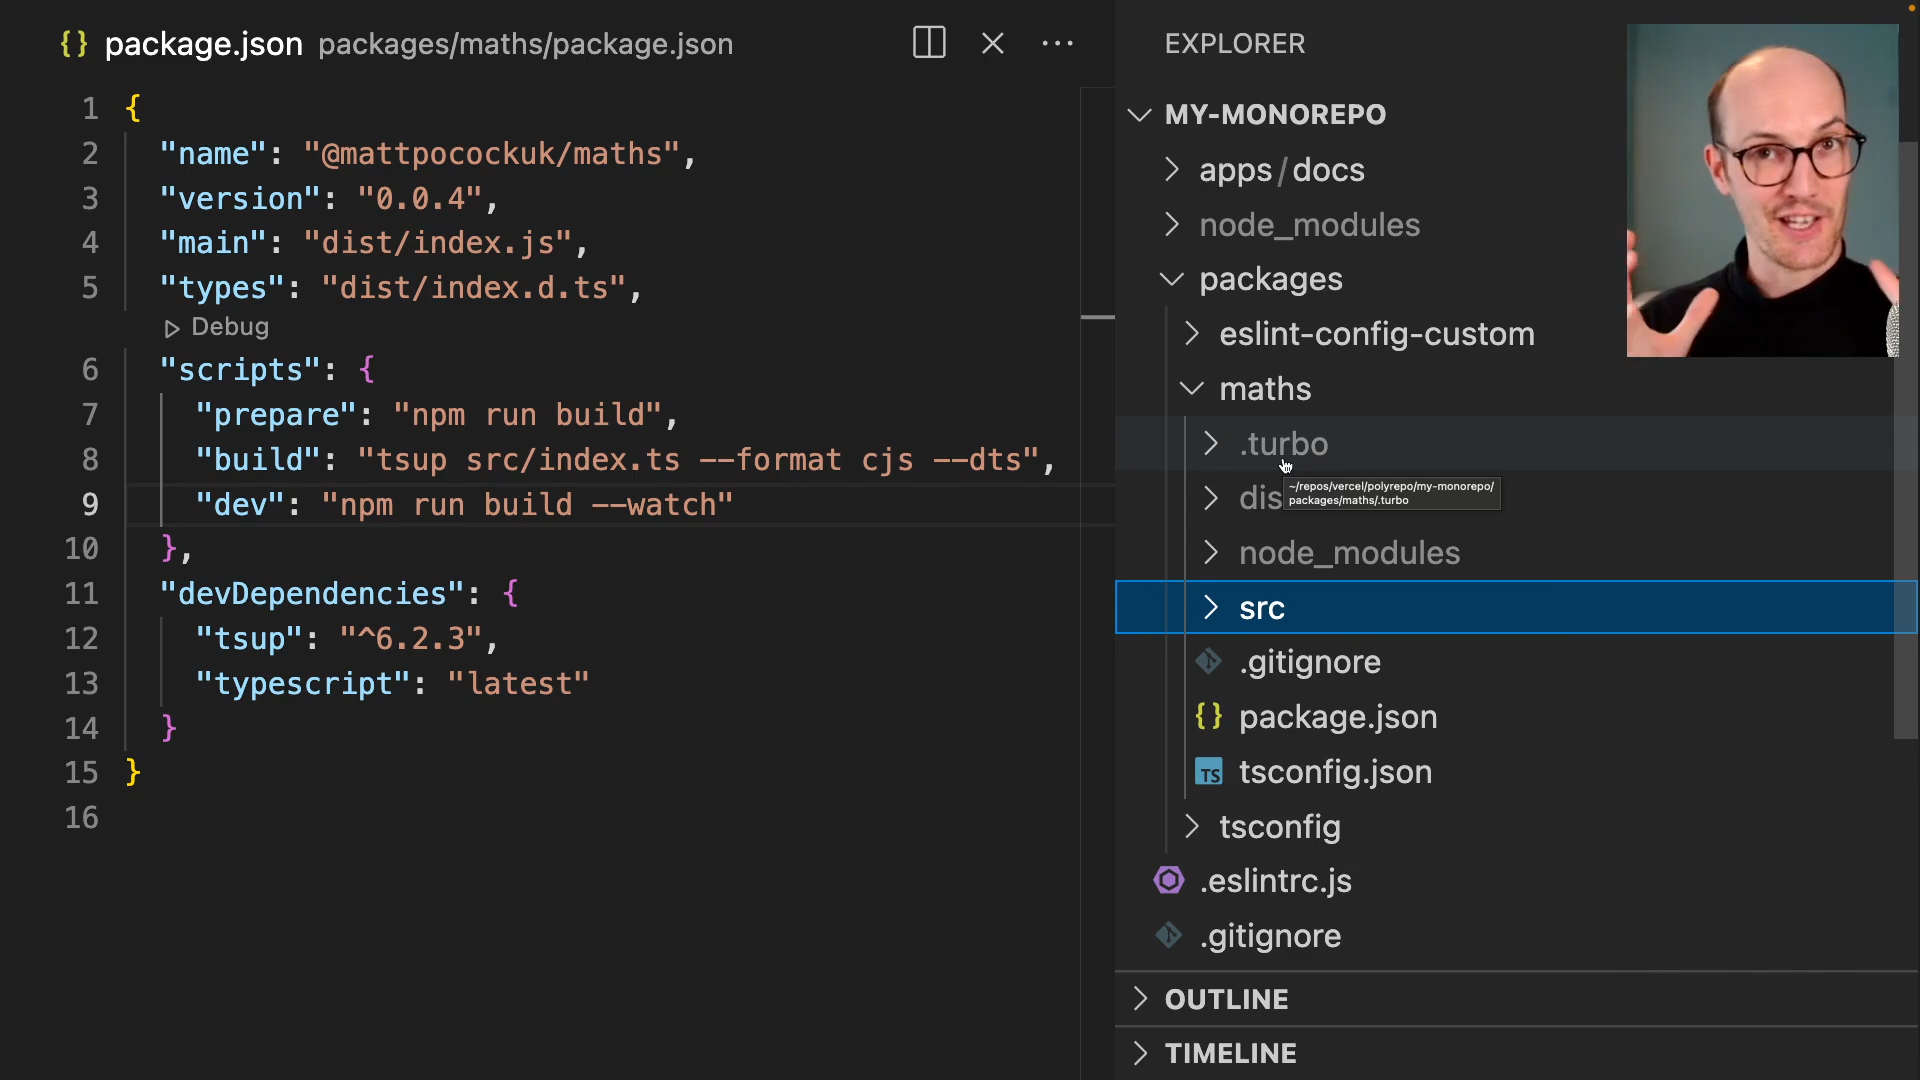 {} package.json packages/maths/package.json
1 {
2 "name": "@mattpocockuk/maths",
3 "version": "0.0.4",
4 "main": "dist/index.js",
5 "types": "dist/index.d.ts",
Debug
6 "scripts": {
7 "prepare": "npm run build",
8 "build": "tsup src/index.ts --format cjs --dts",
9 "dev": "npm run build --watch"
10 },
11 "devDependencies": {
12 "tsup": "^6.2.3",
13 "typescript": "latest"
14 }
15 }
16
EXPLORER
MY-MONOREPO
apps / docs
node_modules
packages
eslint-config-custom
maths
.turbo
~/repos/vercel/polyrepo/my-monorepo/
packages/maths/.turbo
dis
node_modules
src
.gitignore
{} package.json
TS tsconfig.json
tsconfig
.eslintrc.js
.gitignore
OUTLINE
TIMELINE